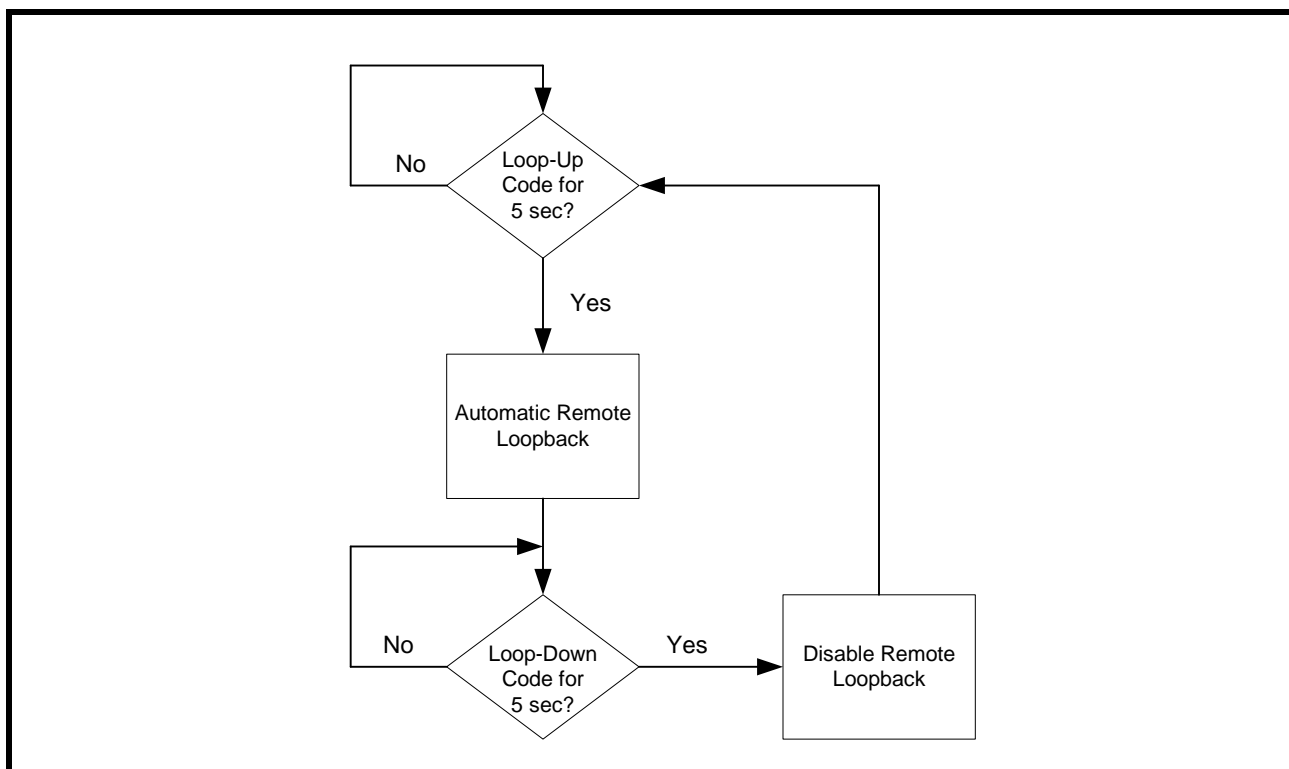 Loop-Up
Code for
5 sec?
No
Yes
Automatic Remote
Loopback
Loop-Down
Code for
5 sec?
No
Yes
Disable Remote
Loopback